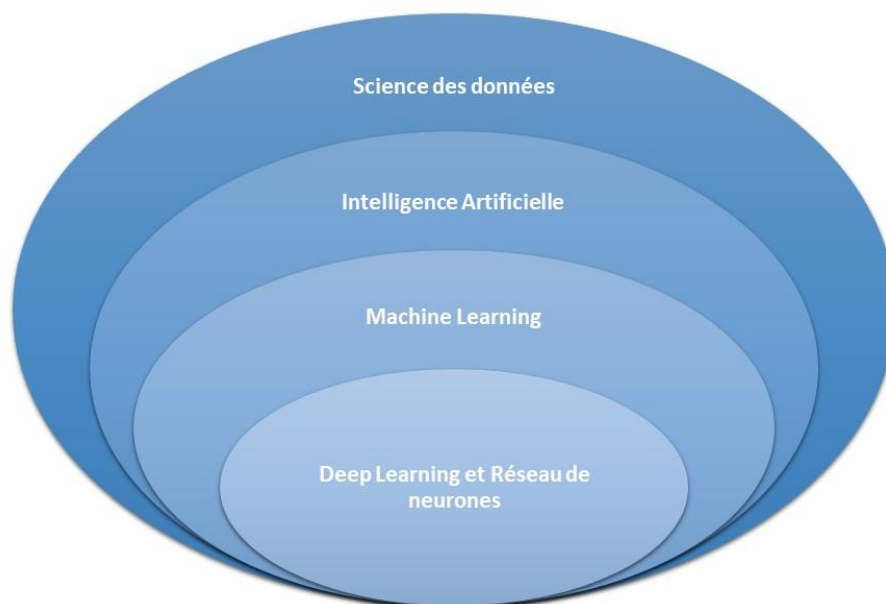 Science des données
Intelligence Artificielle
Machine Learning
Deep Learning et Réseau de
neurones